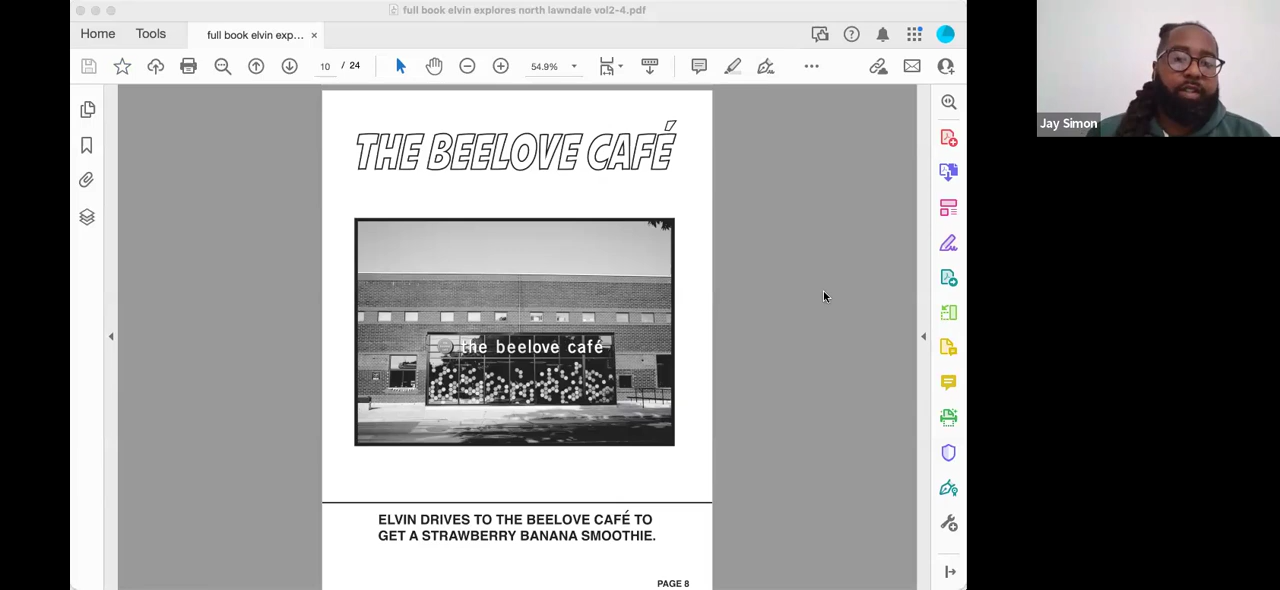 full book elvin explores north lawndale vol2-4.pdf
Home
Tools
full book elvin exp...
10
/ 24
54.9%
THE BEELOVE CAFÉ
the beelove café
ELVIN DRIVES TO THE BEELOVE CAFÉ TO
GET A STRAWBERRY BANANA SMOOTHIE.
PAGE 8
Jay Simon